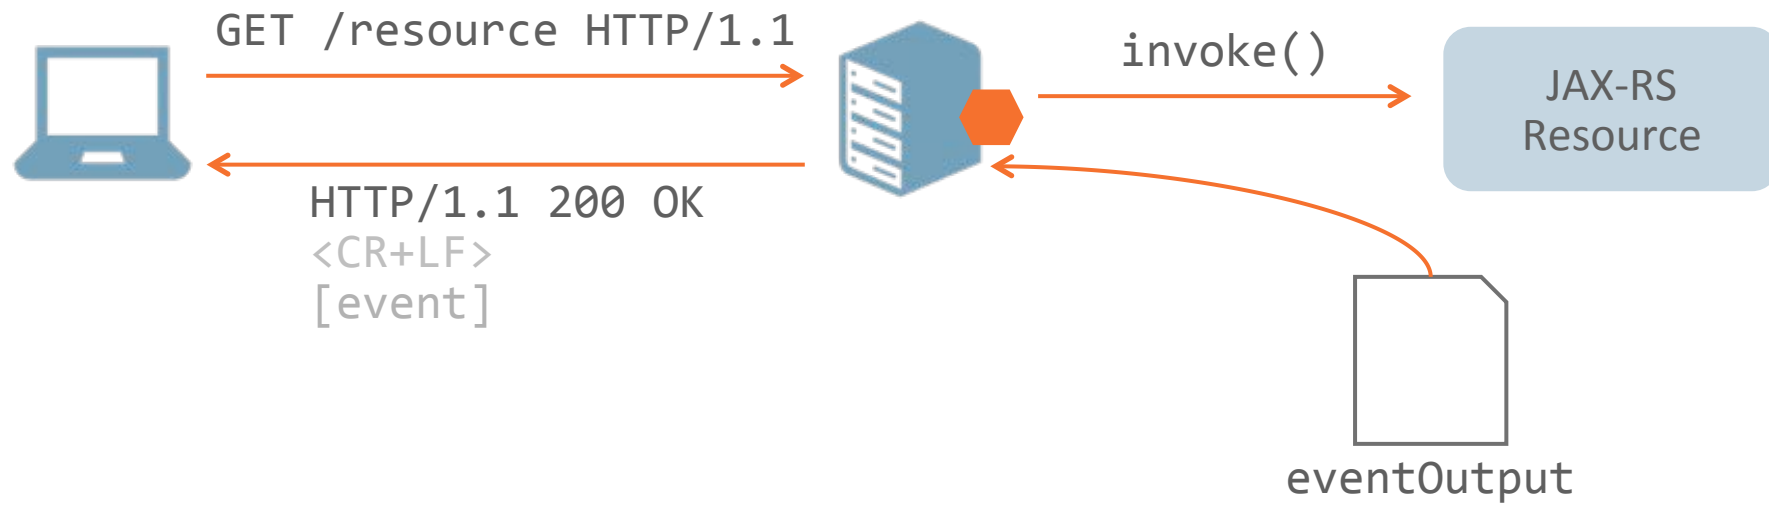 GET /resource HTTP/1.1
invoke()
JAX-RS
Resource
HTTP/1.1 200 OK
<CR+LF>
[event]
eventOutput